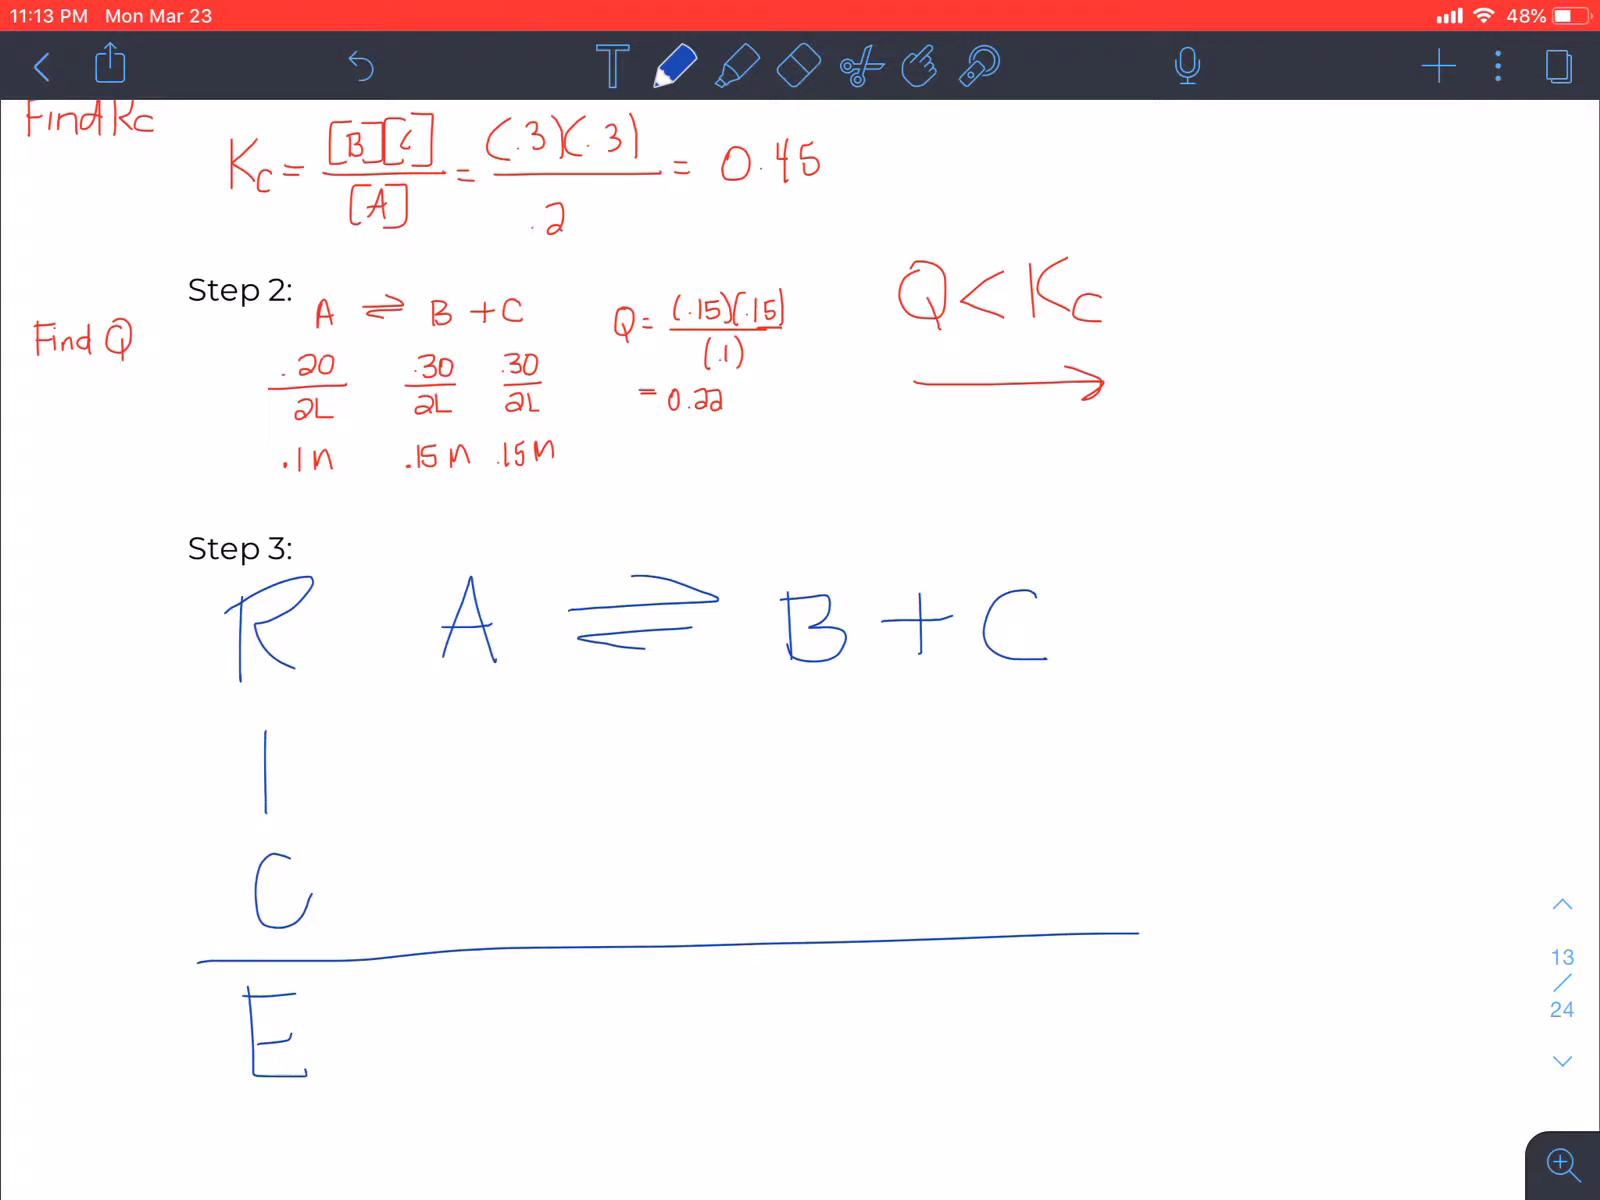 11:13 PM Mon Mar 23 48%
Find Kc
Kc = [B][C] / [A] = (.3)(.3) / .2 = 0.45
Step 2:
A ⇌ B + C
Find Q
.20 / 2L .30 / 2L .30 / 2L
.1M .15M .15M
Q = (.15)(.15) / (.1)
= 0.22
Q < Kc
→
Step 3:
R A ⇌ B + C
I
C
E
13 / 24